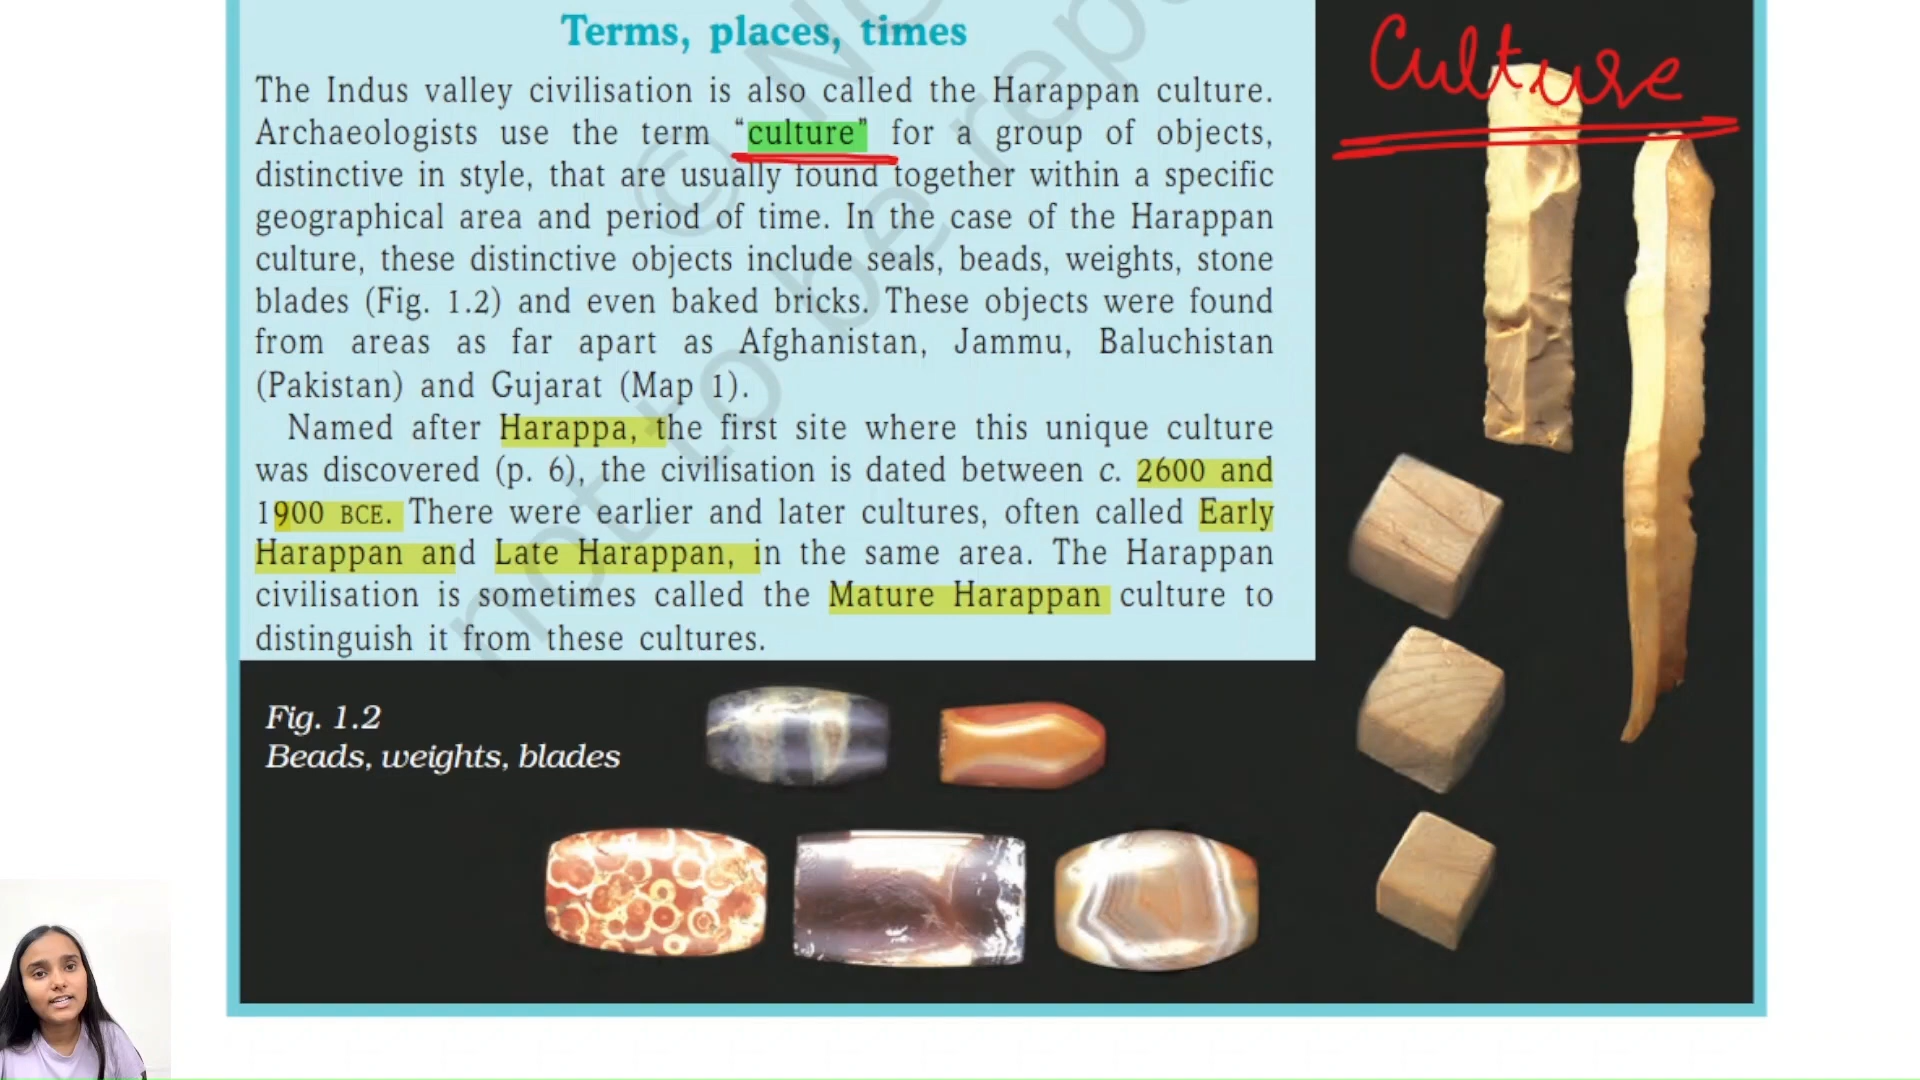 Terms, places, times
Culture
The Indus valley civilisation is also called the Harappan culture.
Archaeologists use the term “culture” for a group of objects,
distinctive in style, that are usually found together within a specific
geographical area and period of time. In the case of the Harappan
culture, these distinctive objects include seals, beads, weights, stone
blades (Fig. 1.2) and even baked bricks. These objects were found
from areas as far apart as Afghanistan, Jammu, Baluchistan
(Pakistan) and Gujarat (Map 1).
Named after Harappa, the first site where this unique culture
was discovered (p. 6), the civilisation is dated between c. 2600 and
1900 BCE. There were earlier and later cultures, often called Early
Harappan and Late Harappan, in the same area. The Harappan
civilisation is sometimes called the Mature Harappan culture to
distinguish it from these cultures.
Fig. 1.2
Beads, weights, blades
not to be rep